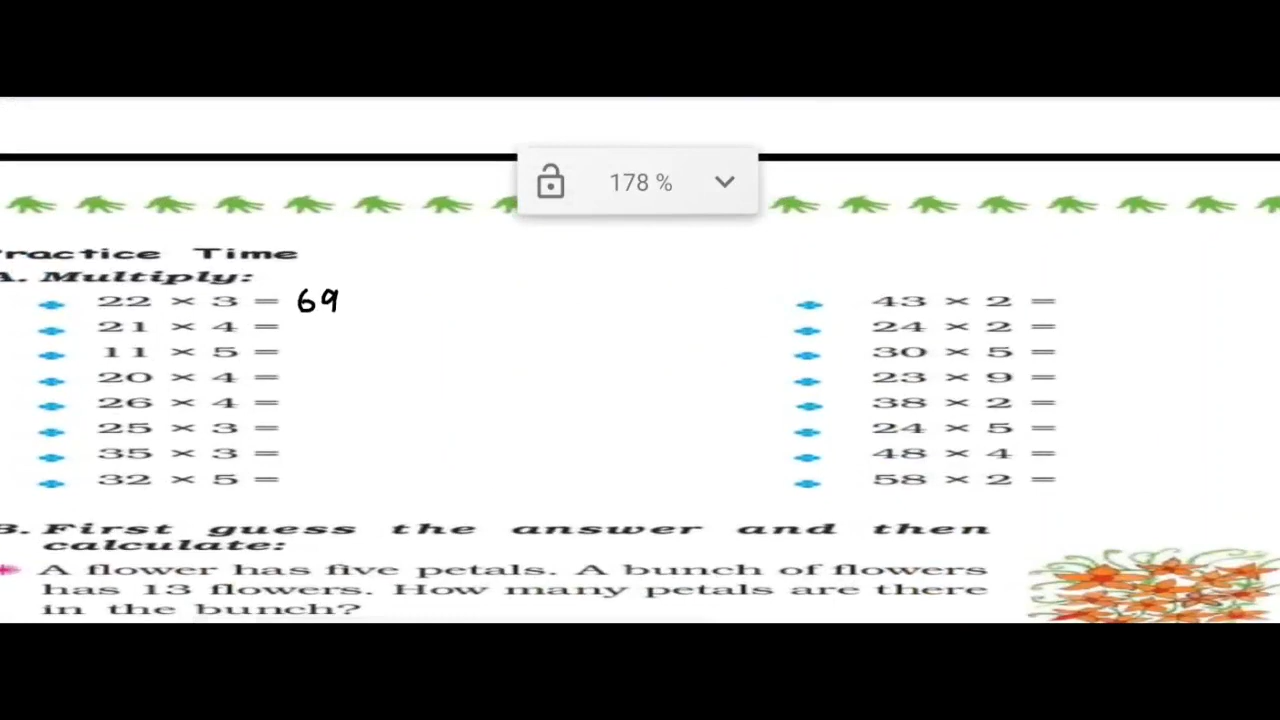 178 %
ractice Time
A. Multiply:
22 × 3 = 69
43 × 2 =
21 × 4 =
24 × 2 =
11 × 5 =
30 × 5 =
20 × 4 =
23 × 9 =
26 × 4 =
38 × 2 =
25 × 3 =
24 × 5 =
35 × 3 =
48 × 4 =
32 × 5 =
58 × 2 =
B. First guess the answer and then
calculate:
A flower has five petals. A bunch of flowers
has 13 flowers. How many petals are there
in the bunch?